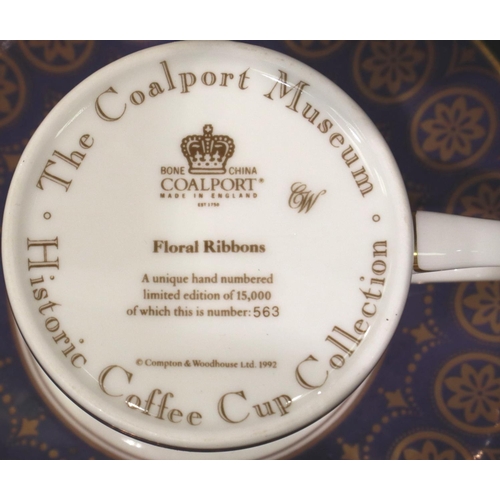 · The Coalport Museum ·
BONE CHINA
COALPORT®
MADE IN ENGLAND
EST 1750
CW
Floral Ribbons
A unique hand numbered
limited edition of 15,000
of which this is number: 563
© Compton & Woodhouse Ltd. 1992
Historic Coffee Cup Collection